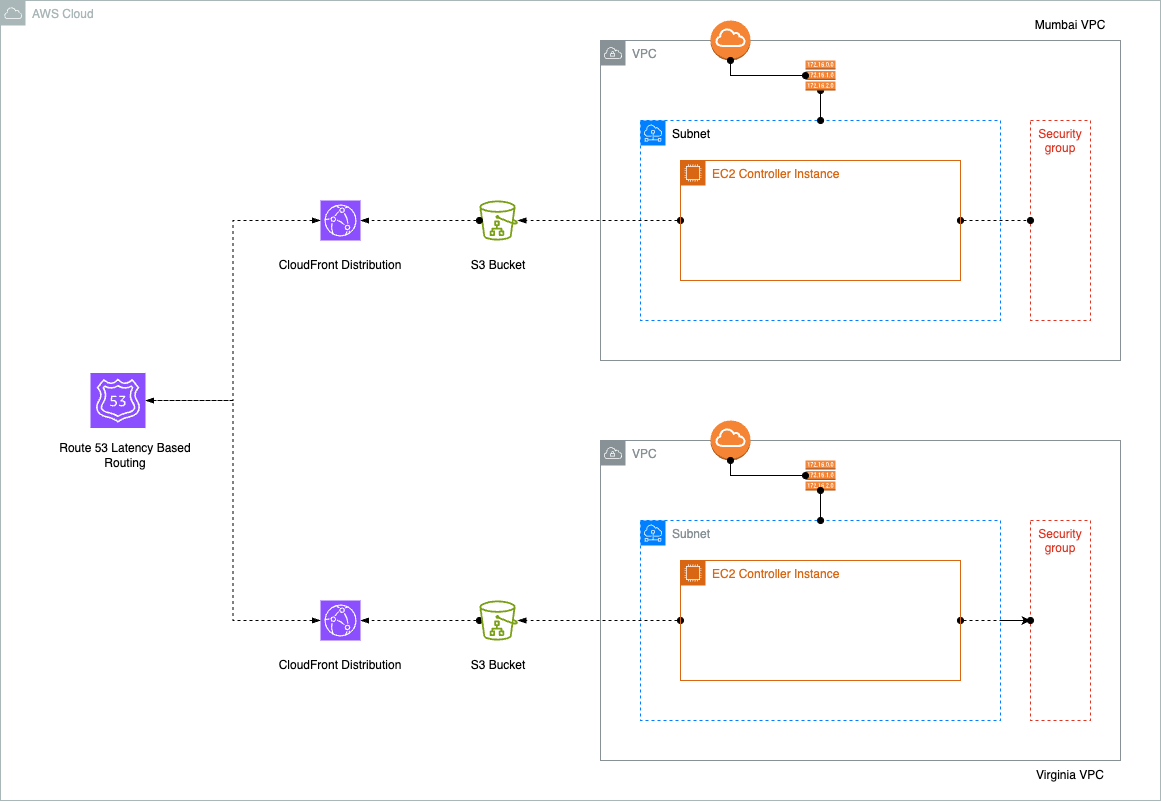 AWS Cloud
Mumbai VPC
VPC
172.16.0.0
172.16.1.0
172.16.2.0
Subnet
Security
group
EC2 Controller Instance
CloudFront Distribution
S3 Bucket
53
Route 53 Latency Based
Routing
VPC
172.16.0.0
172.16.1.0
172.16.2.0
Subnet
Security
group
EC2 Controller Instance
CloudFront Distribution
S3 Bucket
Virginia VPC